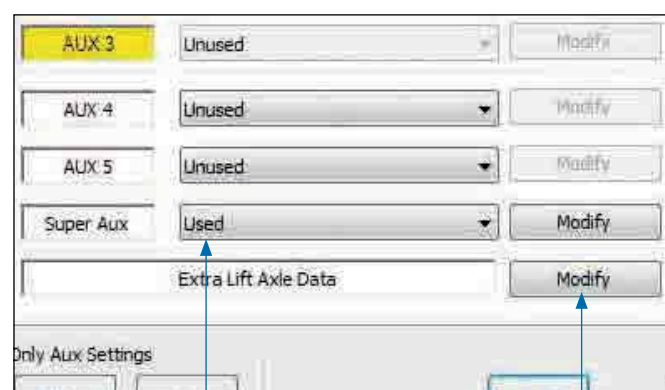 AUX 3 Unused Modify
AUX 4 Unused Modify
AUX 5 Unused Modify
Super Aux Used Modify
Extra Lift Axle Data Modify
Only Aux Settings